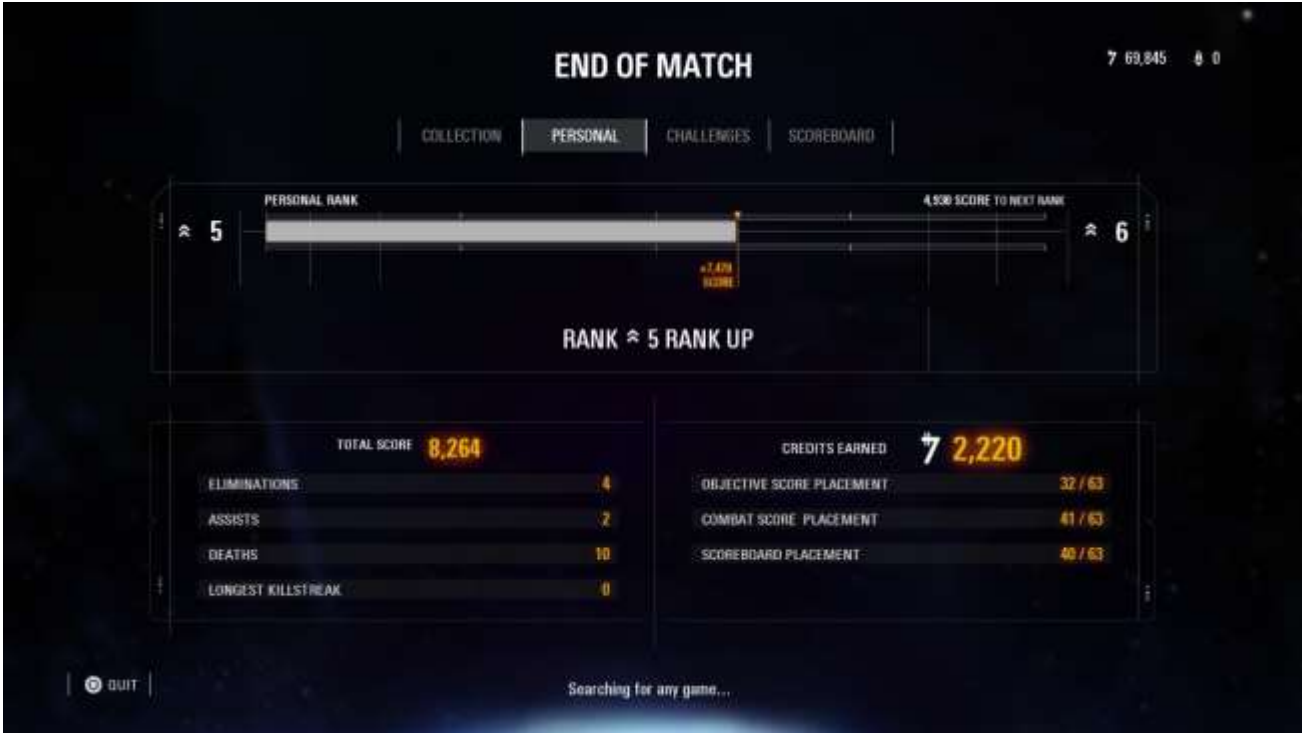 END OF MATCH
69,845 0
COLLECTION PERSONAL CHALLENGES SCOREBOARD
PERSONAL RANK 4,930 SCORE TO NEXT RANK
5 6
SCORE
RANK 5 RANK UP
TOTAL SCORE 8,264
ELIMINATIONS 4
ASSISTS 2
DEATHS 10
LONGEST KILLSTREAK 0
CREDITS EARNED 2,220
OBJECTIVE SCORE PLACEMENT 32 / 63
COMBAT SCORE PLACEMENT 41 / 63
SCOREBOARD PLACEMENT 40 / 63
QUIT
Searching for any game...